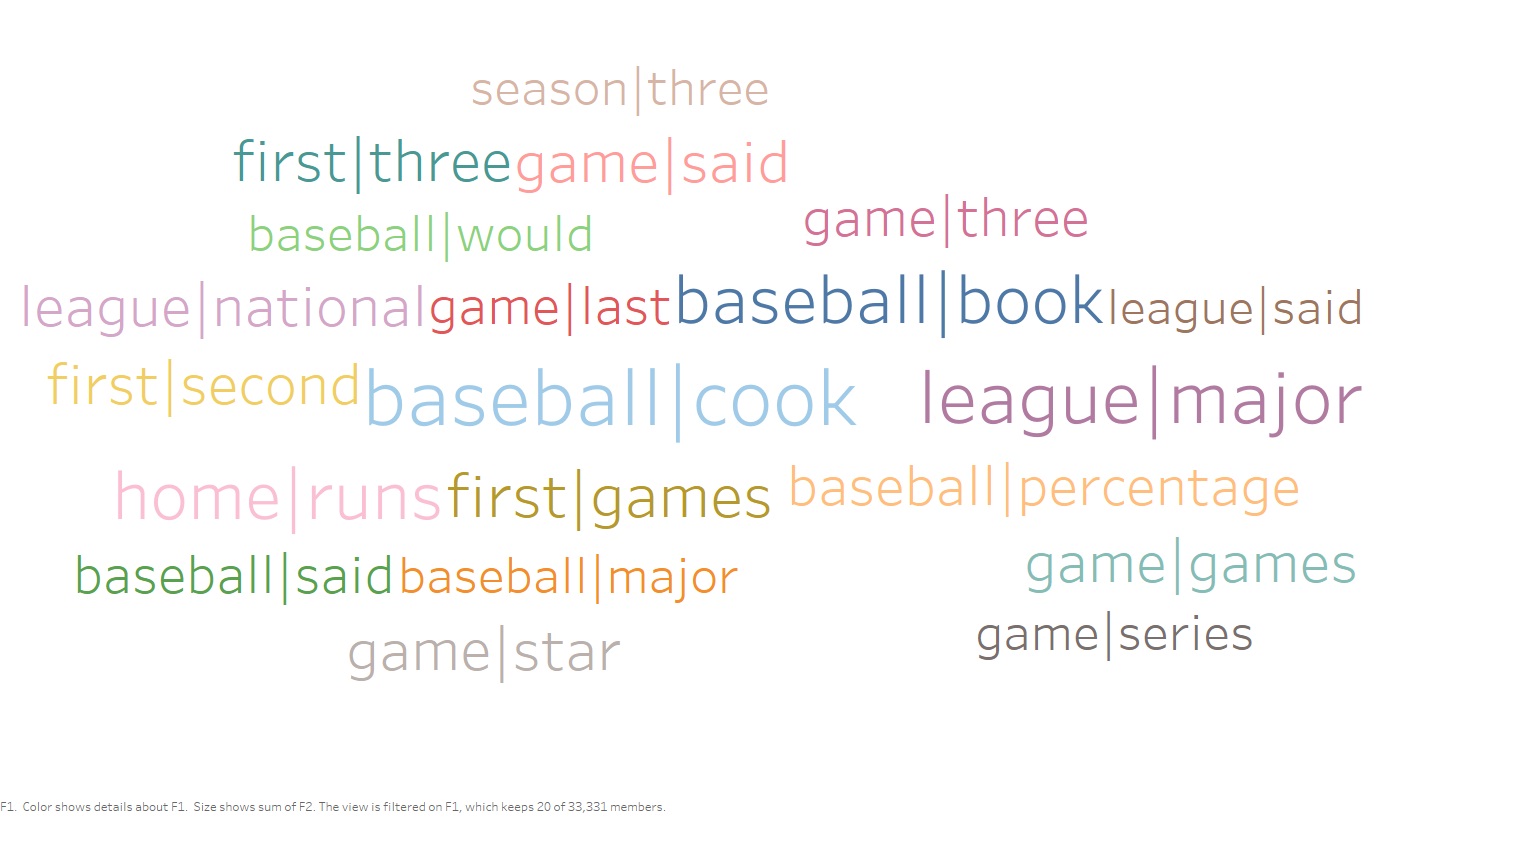 season|three
first|three game|said
game|three
baseball|would
league|national game|last baseball|book league|said
first|second baseball|cook league|major
home|runs first|games baseball|percentage
baseball|said baseball|major game|games
game|star game|series
F1. Color shows details about F1. Size shows sum of F2. The view is filtered on F1, which keeps 20 of 33,331 members.